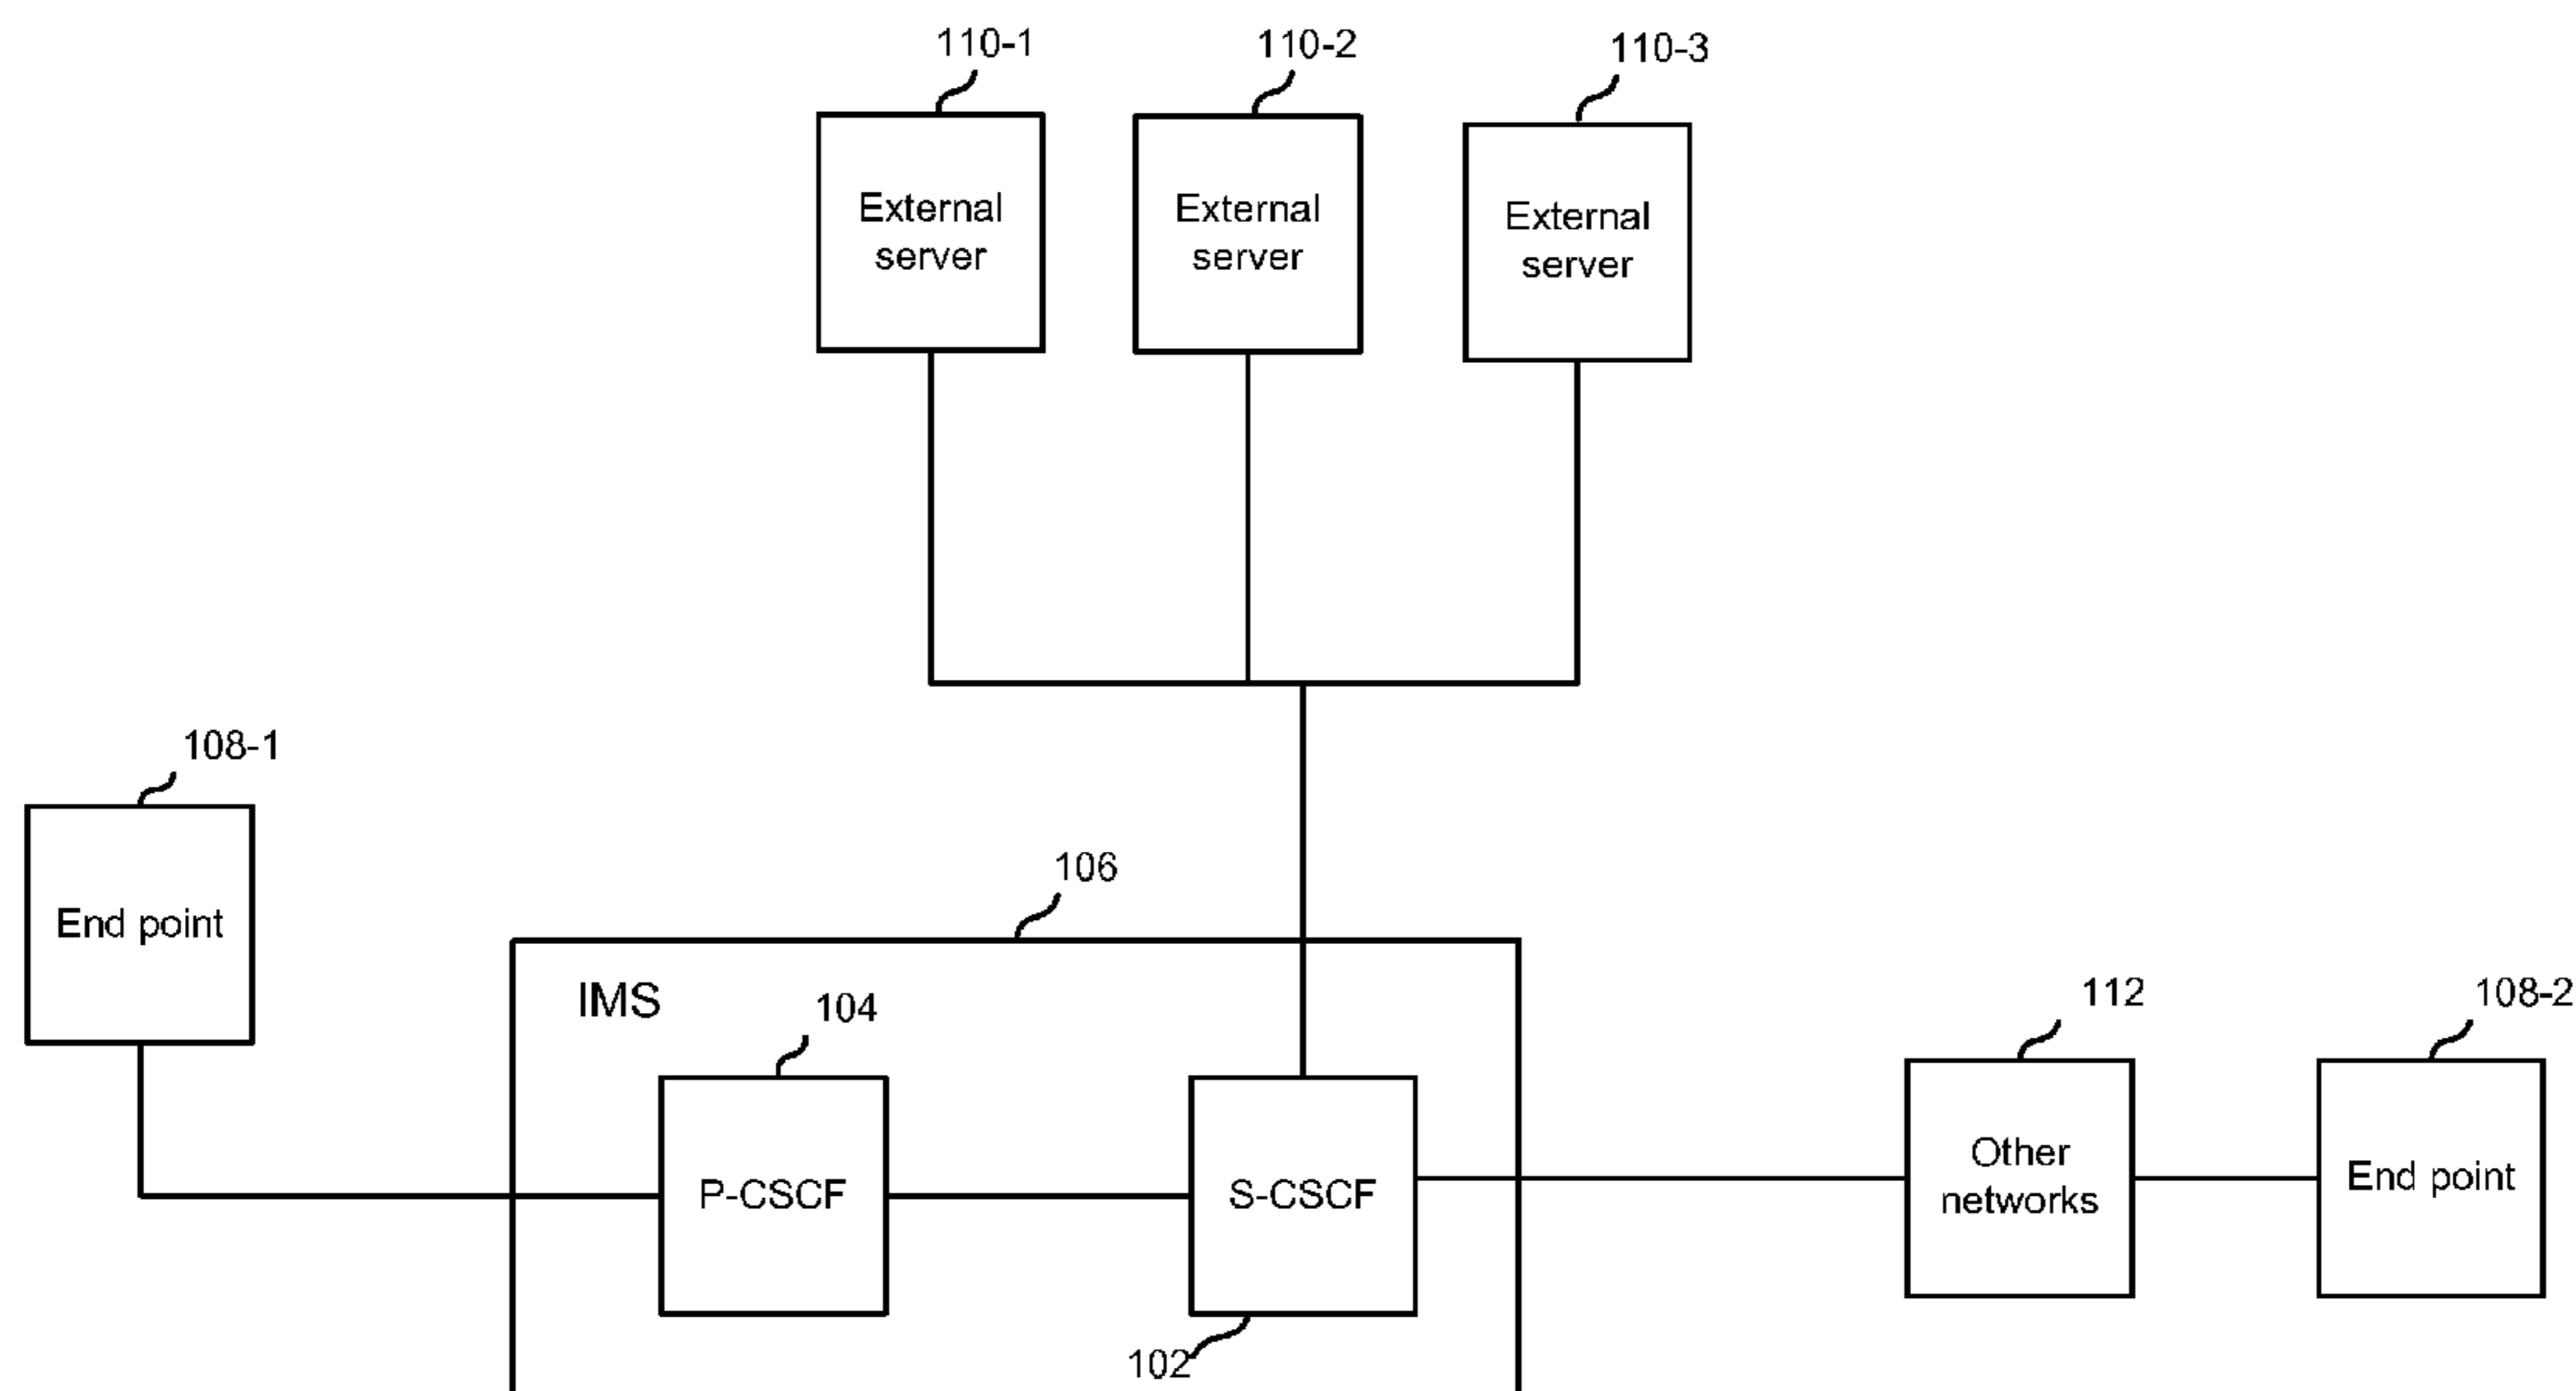 110-1
110-2
110-3
External
server
External
server
External
server
108-1
End point
106
IMS
104
P-CSCF
S-CSCF
102
112
Other
networks
108-2
End point